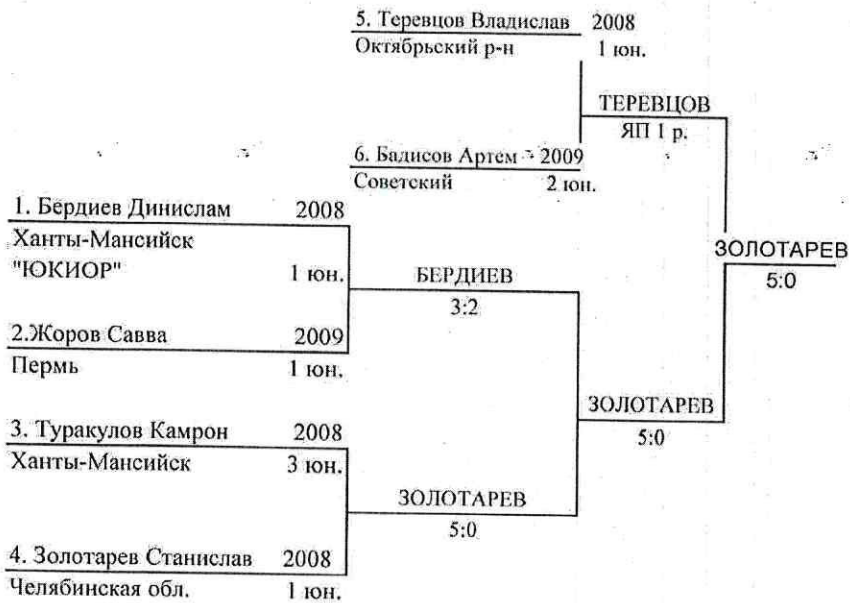 5. Теревцов Владислав 2008
Октябрьский р-н 1 юн.
ТЕРЕВЦОВ
ЯП 1 р.
6. Бадисов Артем 2009
Советский 2 юн.
1. Бердиев Динислам 2008
Ханты-Мансийск
"ЮКИОР" 1 юн.
ЗОЛОТАРЕВ
5:0
БЕРДИЕВ
3:2
2.Жоров Савва 2009
Пермь 1 юн.
ЗОЛОТАРЕВ
5:0
3. Туракулов Камрон 2008
Ханты-Мансийск 3 юн.
ЗОЛОТАРЕВ
5:0
4. Золотарев Станислав 2008
Челябинская обл. 1 юн.